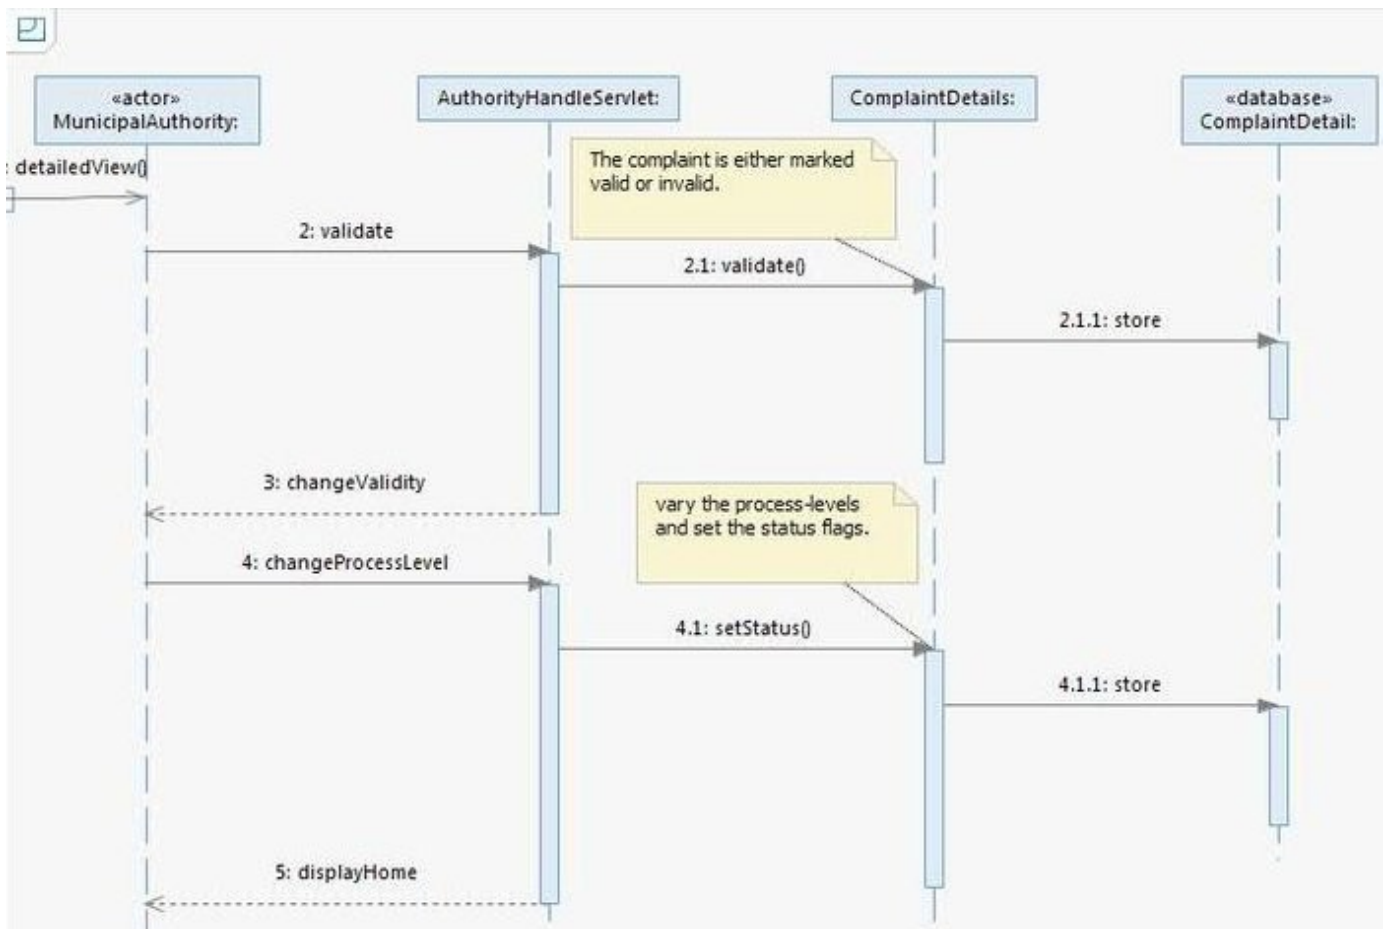 «actor»
MunicipalAuthority:
AuthorityHandleServlet:
ComplaintDetails:
«database»
ComplaintDetail:
: detailedView()
The complaint is either marked
valid or invalid.
2: validate
2.1: validate()
2.1.1: store
3: changeValidity
vary the process-levels
and set the status flags.
4: changeProcessLevel
4.1: setStatus()
4.1.1: store
5: displayHome